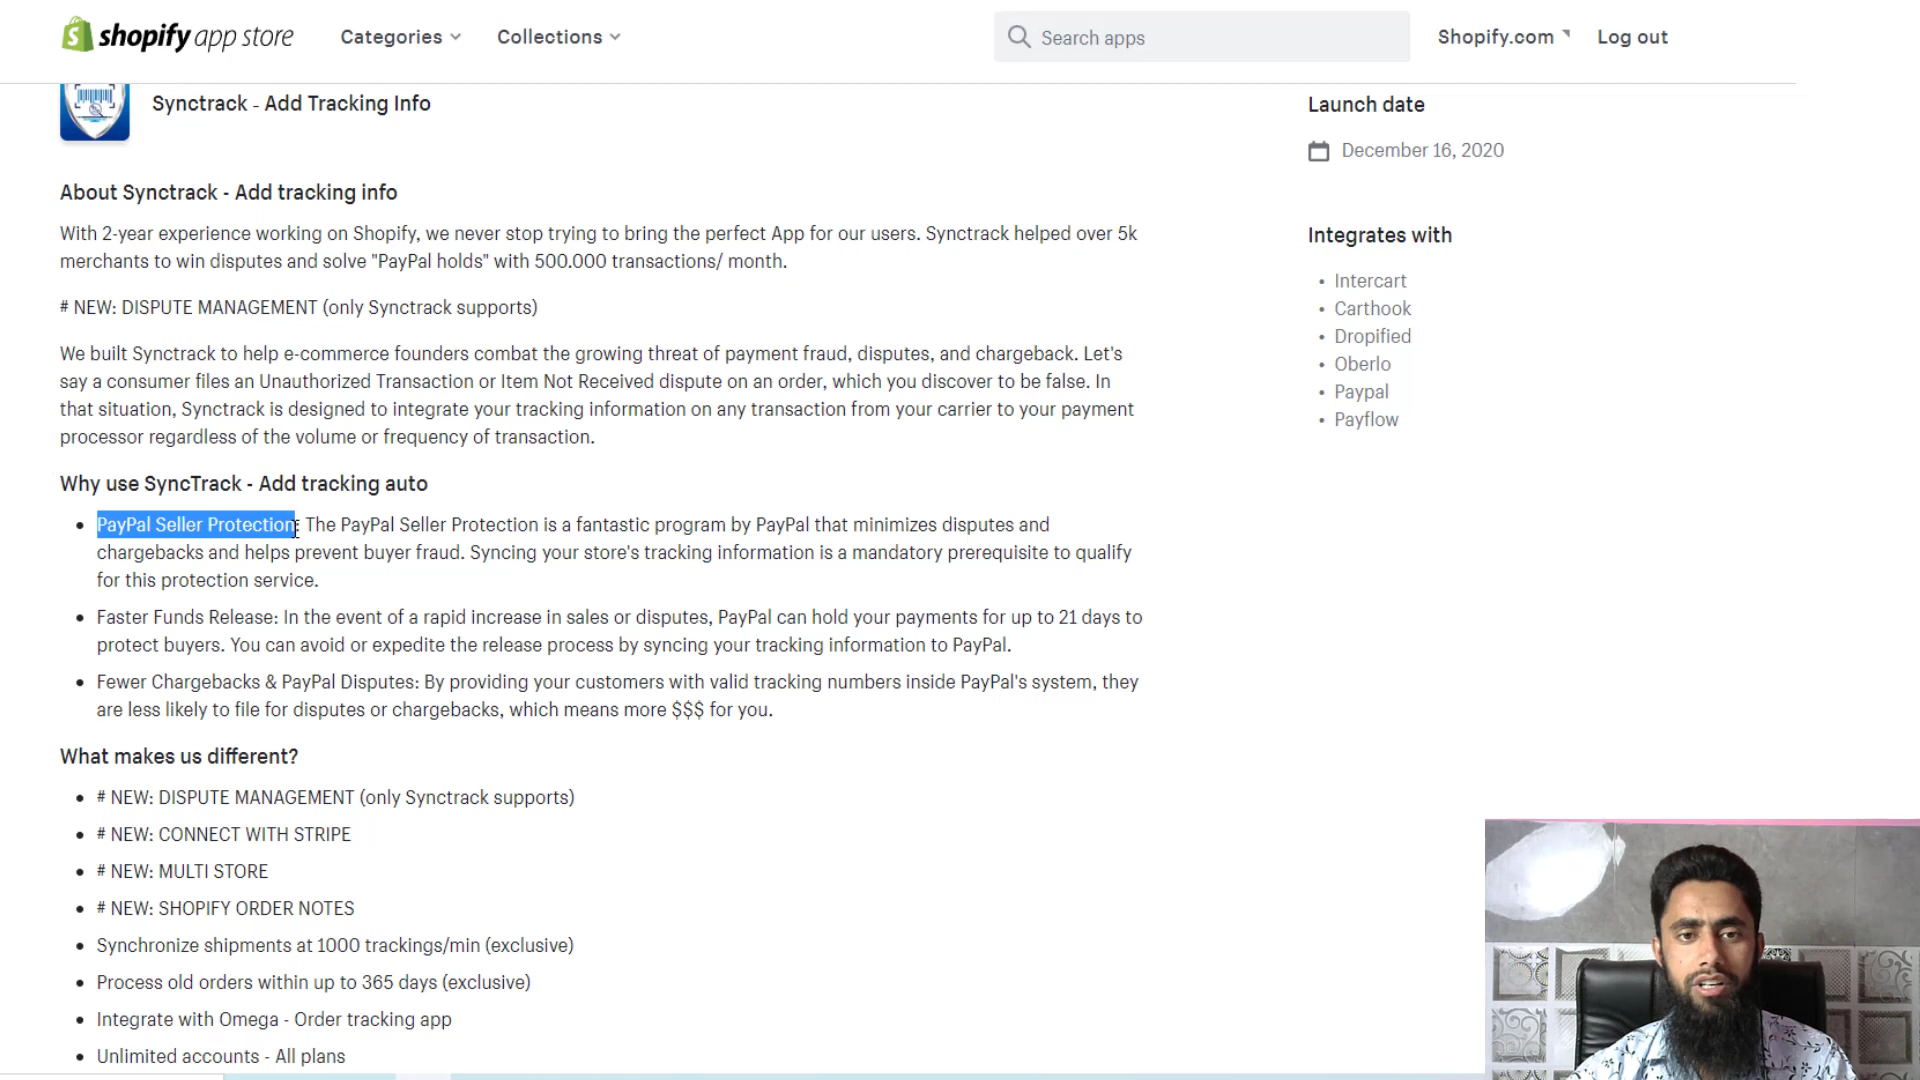 shopify app store
Categories
Collections
Search apps
Shopify.com
Log out
Synctrack - Add Tracking Info
About Synctrack - Add tracking info
With 2-year experience working on Shopify, we never stop trying to bring the perfect App for our users. Synctrack helped over 5k
merchants to win disputes and solve "PayPal holds" with 500.000 transactions/ month.
# NEW: DISPUTE MANAGEMENT (only Synctrack supports)
We built Synctrack to help e-commerce founders combat the growing threat of payment fraud, disputes, and chargeback. Let's
say a consumer files an Unauthorized Transaction or Item Not Received dispute on an order, which you discover to be false. In
that situation, Synctrack is designed to integrate your tracking information on any transaction from your carrier to your payment
processor regardless of the volume or frequency of transaction.
Why use SyncTrack - Add tracking auto
• PayPal Seller Protection: The PayPal Seller Protection is a fantastic program by PayPal that minimizes disputes and
chargebacks and helps prevent buyer fraud. Syncing your store's tracking information is a mandatory prerequisite to qualify
for this protection service.
• Faster Funds Release: In the event of a rapid increase in sales or disputes, PayPal can hold your payments for up to 21 days to
protect buyers. You can avoid or expedite the release process by syncing your tracking information to PayPal.
• Fewer Chargebacks & PayPal Disputes: By providing your customers with valid tracking numbers inside PayPal's system, they
are less likely to file for disputes or chargebacks, which means more $$$ for you.
What makes us different?
• # NEW: DISPUTE MANAGEMENT (only Synctrack supports)
• # NEW: CONNECT WITH STRIPE
• # NEW: MULTI STORE
• # NEW: SHOPIFY ORDER NOTES
• Synchronize shipments at 1000 trackings/min (exclusive)
• Process old orders within up to 365 days (exclusive)
• Integrate with Omega - Order tracking app
• Unlimited accounts - All plans
Launch date
December 16, 2020
Integrates with
• Intercart
• Carthook
• Dropified
• Oberlo
• Paypal
• Payflow